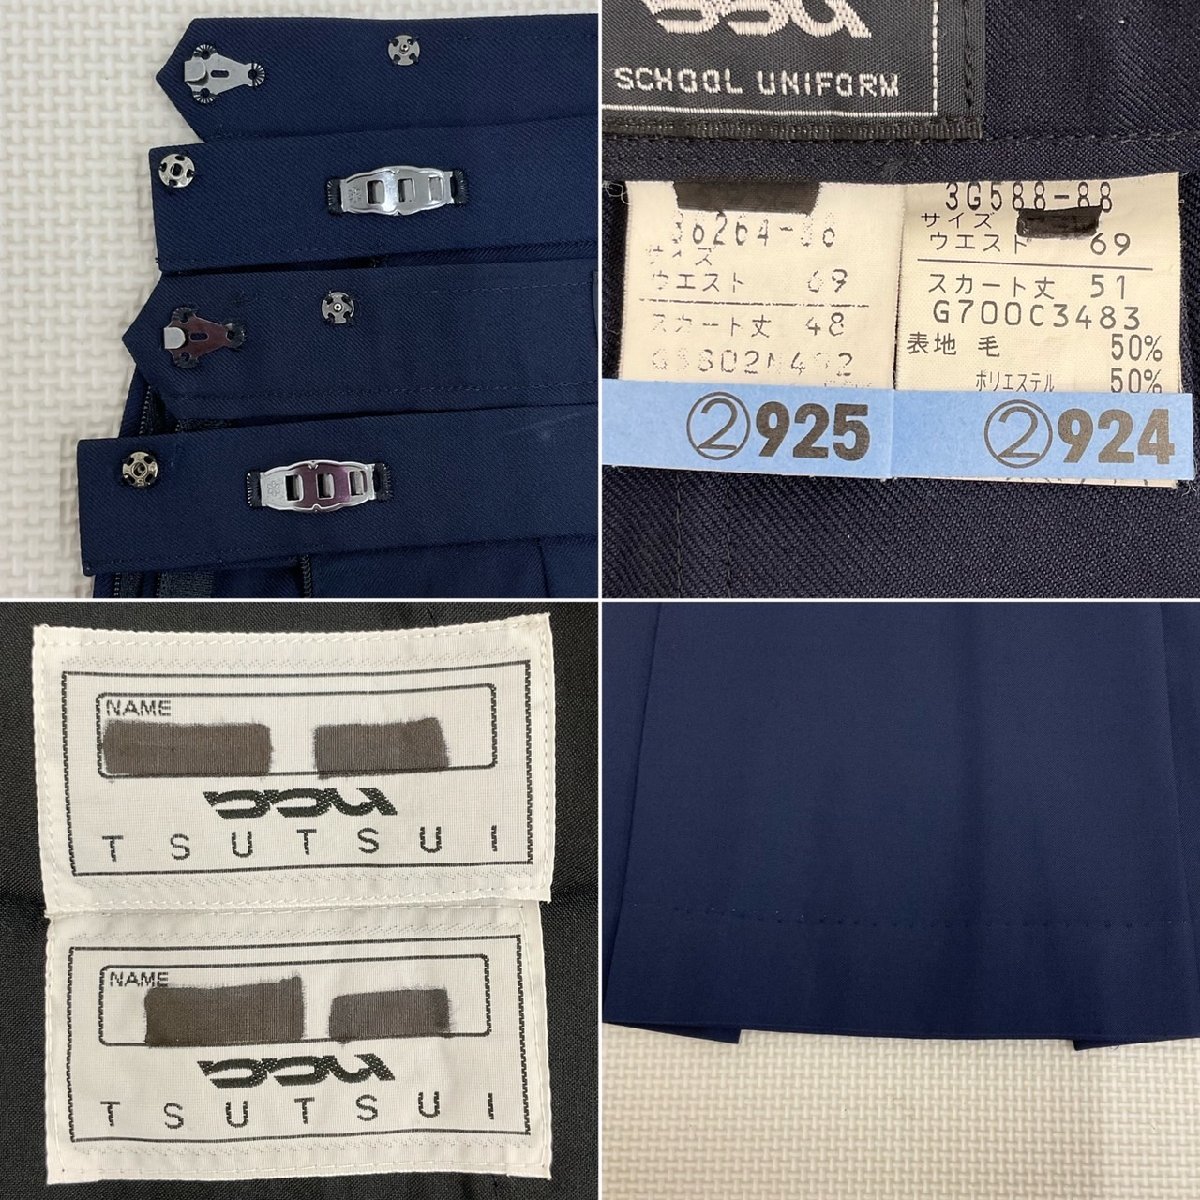 SCHOOL UNIFORM
36264-88
サイズ
ウエスト 69
スカート丈 48
3G588-88
サイズ
ウエスト 69
スカート丈 51
G700C3483
表地 毛 50%
ポリエステル 50%
②925
②924
NAME
TSUTSUI
NAME
TSUTSUI